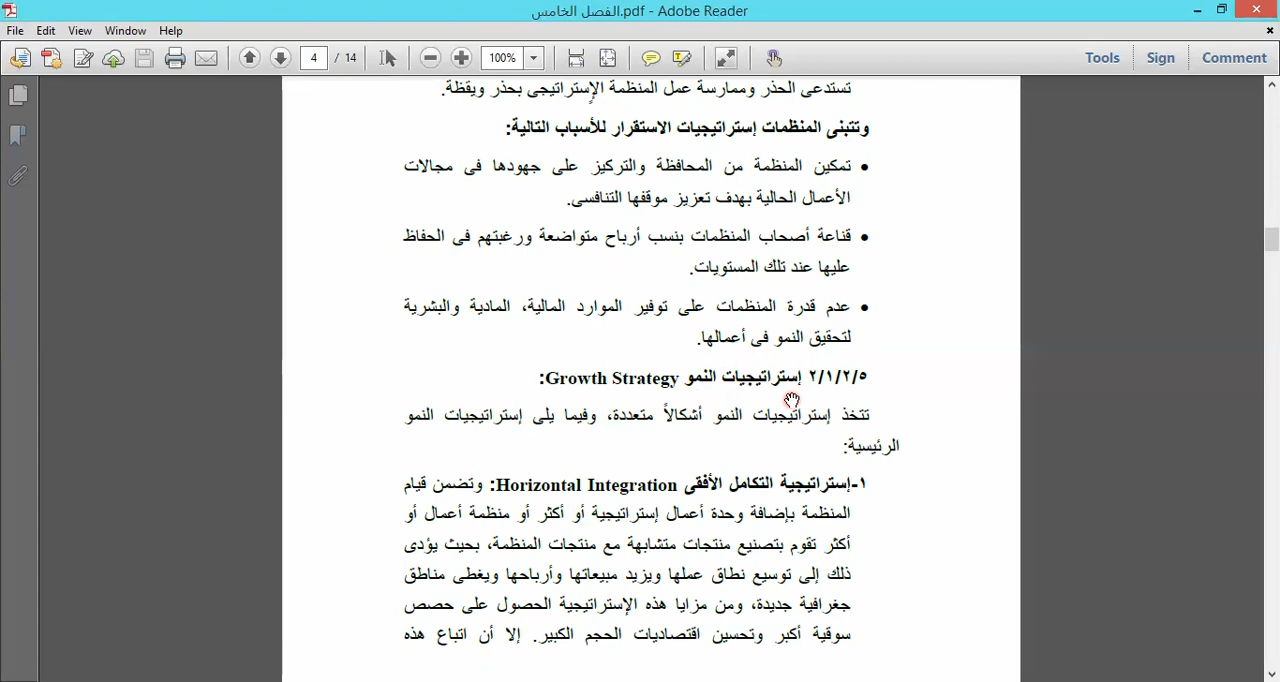 الفصل الخامس.pdf - Adobe Reader
File Edit View Window Help
4 / 14 100% Tools Sign Comment
تستدعى الحذر وممارسة عمل المنظمة الإستراتيجى بحذر ويقظة.
وتتبنى المنظمات إستراتيجيات الاستقرار للأسباب التالية:
• تمكين المنظمة من المحافظة والتركيز على جهودها فى مجالات
الأعمال الحالية بهدف تعزيز موقفها التنافسى.
• قناعة أصحاب المنظمات بنسب أرباح متواضعة ورغبتهم فى الحفاظ
عليها عند تلك المستويات.
• عدم قدرة المنظمات على توفير الموارد المالية، المادية والبشرية
لتحقيق النمو فى أعمالها.
٢/١/٢/٥ إستراتيجيات النمو Growth Strategy:
تتخذ إستراتيجيات النمو أشكالاً متعددة، وفيما يلى إستراتيجيات النمو
الرئيسية:
١-إستراتيجية التكامل الأفقى Horizontal Integration: وتضمن قيام
المنظمة بإضافة وحدة أعمال إستراتيجية أو أكثر أو منظمة أعمال أو
أكثر تقوم بتصنيع منتجات متشابهة مع منتجات المنظمة، بحيث يؤدى
ذلك إلى توسيع نطاق عملها ويزيد مبيعاتها وأرباحها ويغطى مناطق
جغرافية جديدة، ومن مزايا هذه الإستراتيجية الحصول على حصص
سوقية أكبر وتحسين اقتصاديات الحجم الكبير. إلا أن اتباع هذه